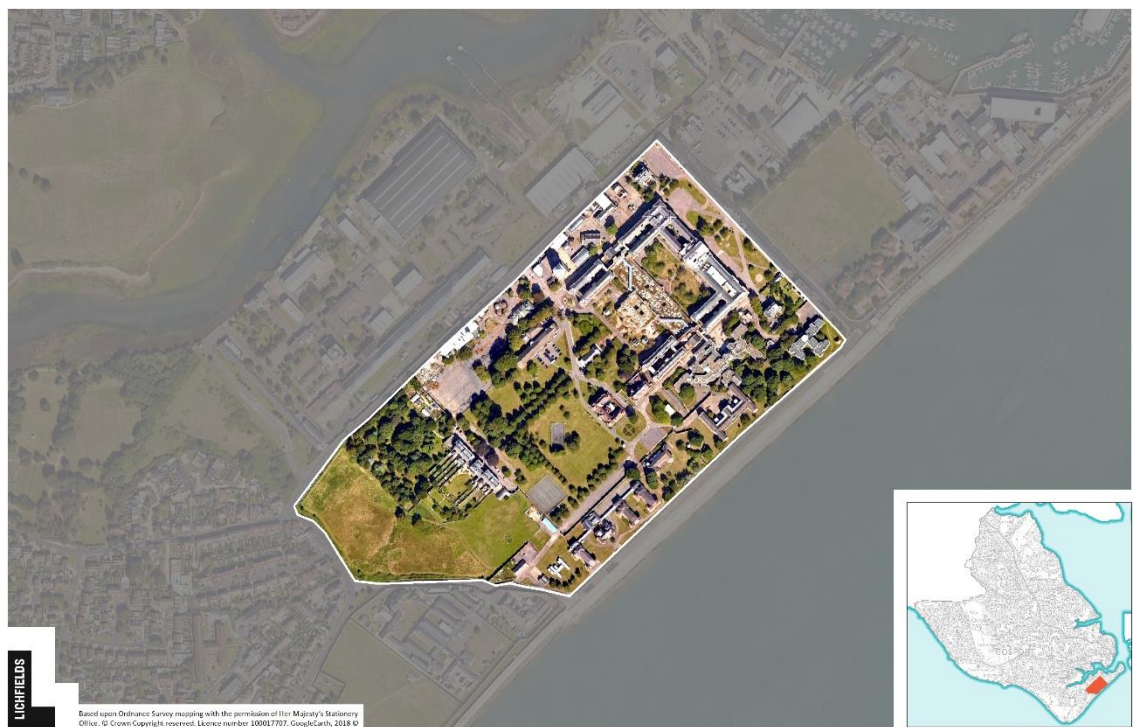 GOSPORT
LICHFIELDS
Based upon Ordnance Survey mapping with the permission of Her Majesty's Stationery
Office. © Crown Copyright reserved. Licence number 100017707. GoogleEarth, 2018 ©